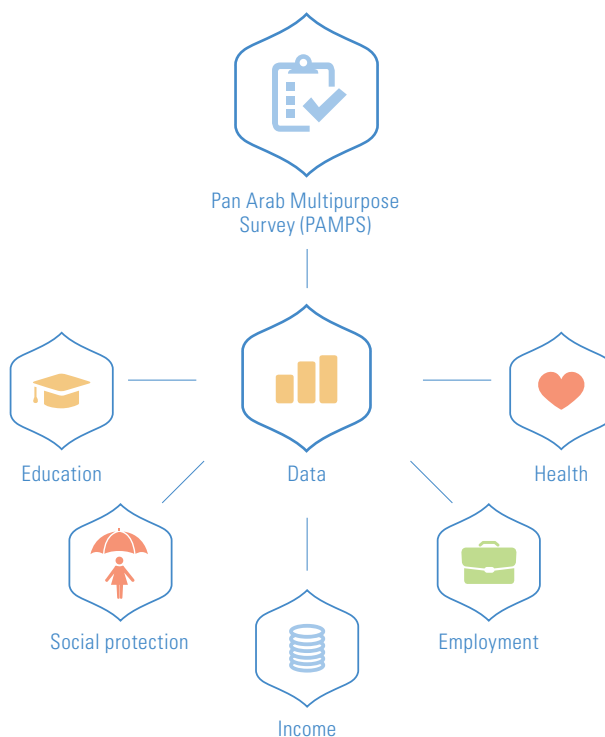 Pan Arab Multipurpose
Survey (PAMPS)
Education
Data
Health
Social protection
Employment
Income